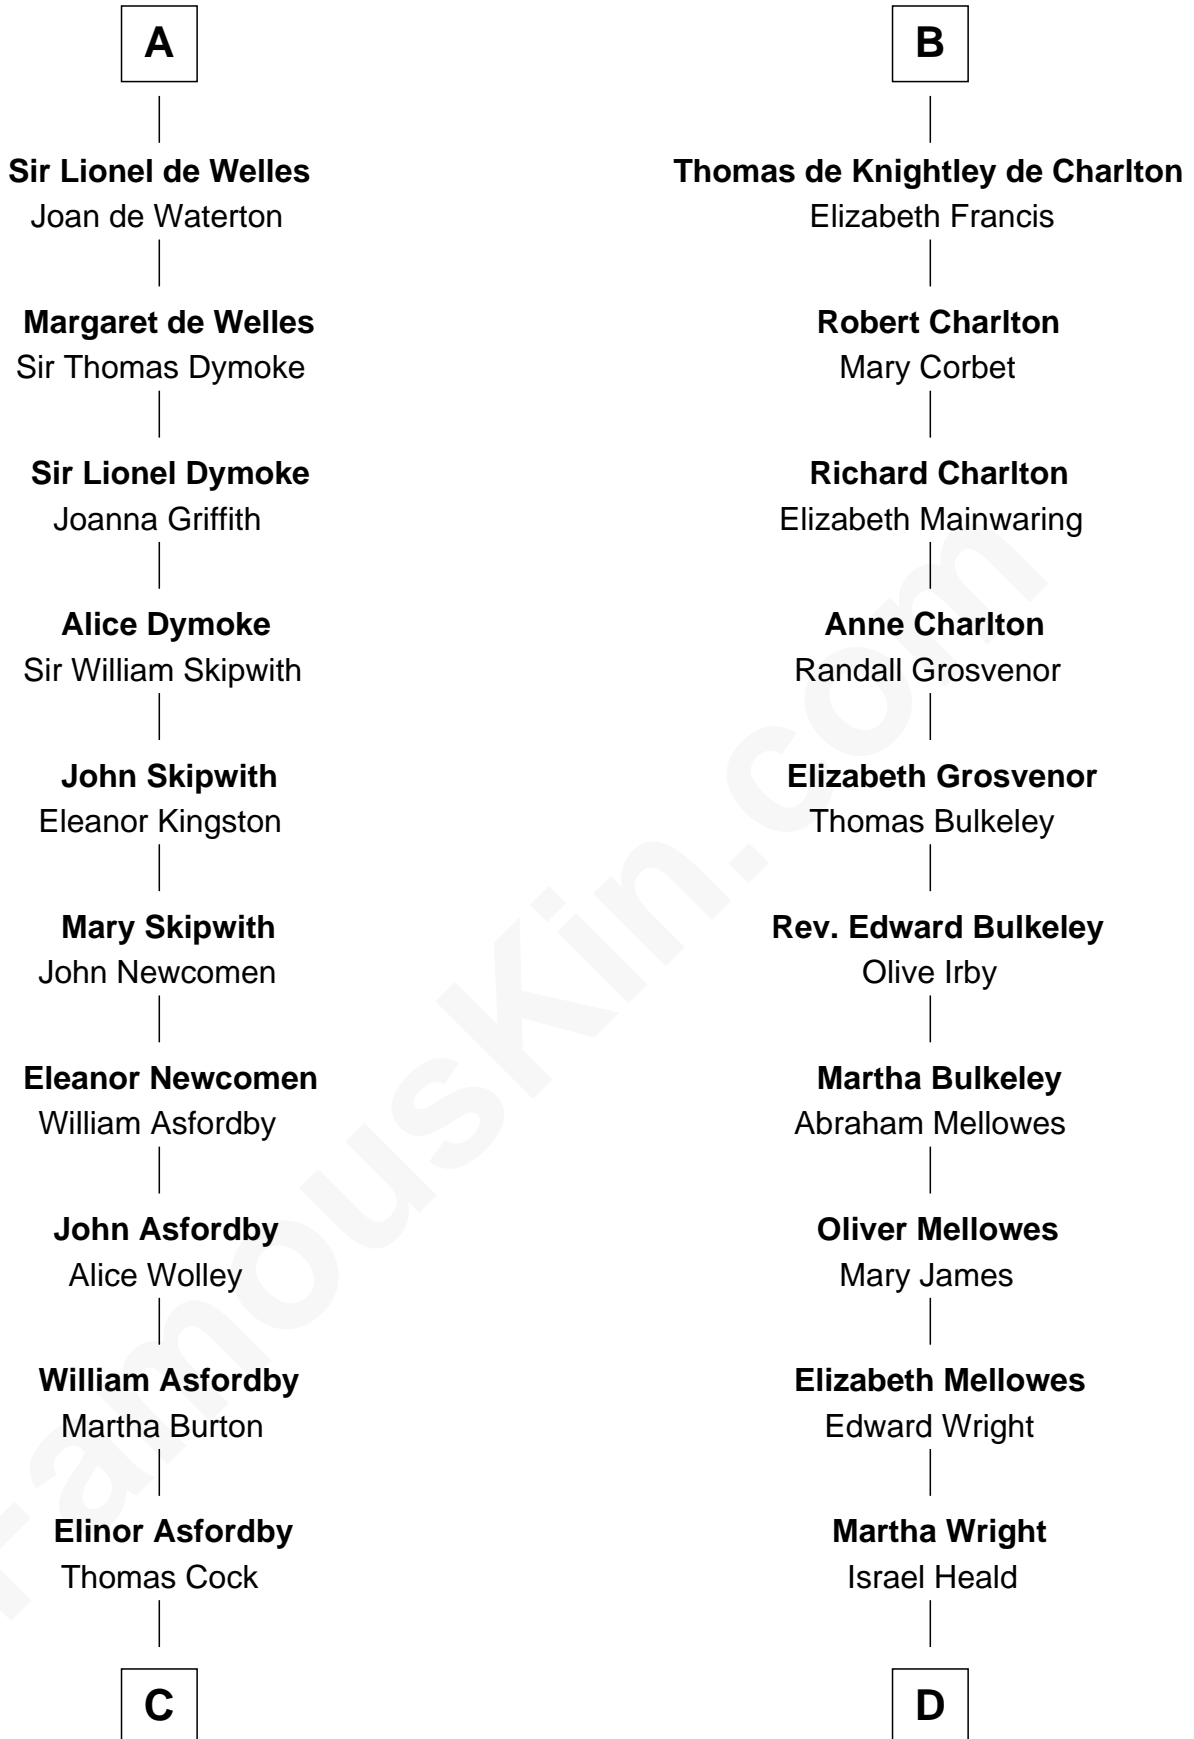 A
Sir Lionel de Welles
Joan de Waterton
Margaret de Welles
Sir Thomas Dymoke
Sir Lionel Dymoke
Joanna Griffith
Alice Dymoke
Sir William Skipwith
John Skipwith
Eleanor Kingston
Mary Skipwith
John Newcomen
Eleanor Newcomen
William Asfordby
John Asfordby
Alice Wolley
William Asfordby
Martha Burton
Elinor Asfordby
Thomas Cock
C
B
Thomas de Knightley de Charlton
Elizabeth Francis
Robert Charlton
Mary Corbet
Richard Charlton
Elizabeth Mainwaring
Anne Charlton
Randall Grosvenor
Elizabeth Grosvenor
Thomas Bulkeley
Rev. Edward Bulkeley
Olive Irby
Martha Bulkeley
Abraham Mellowes
Oliver Mellowes
Mary James
Elizabeth Mellowes
Edward Wright
Martha Wright
Israel Heald
D
FamousKin.com